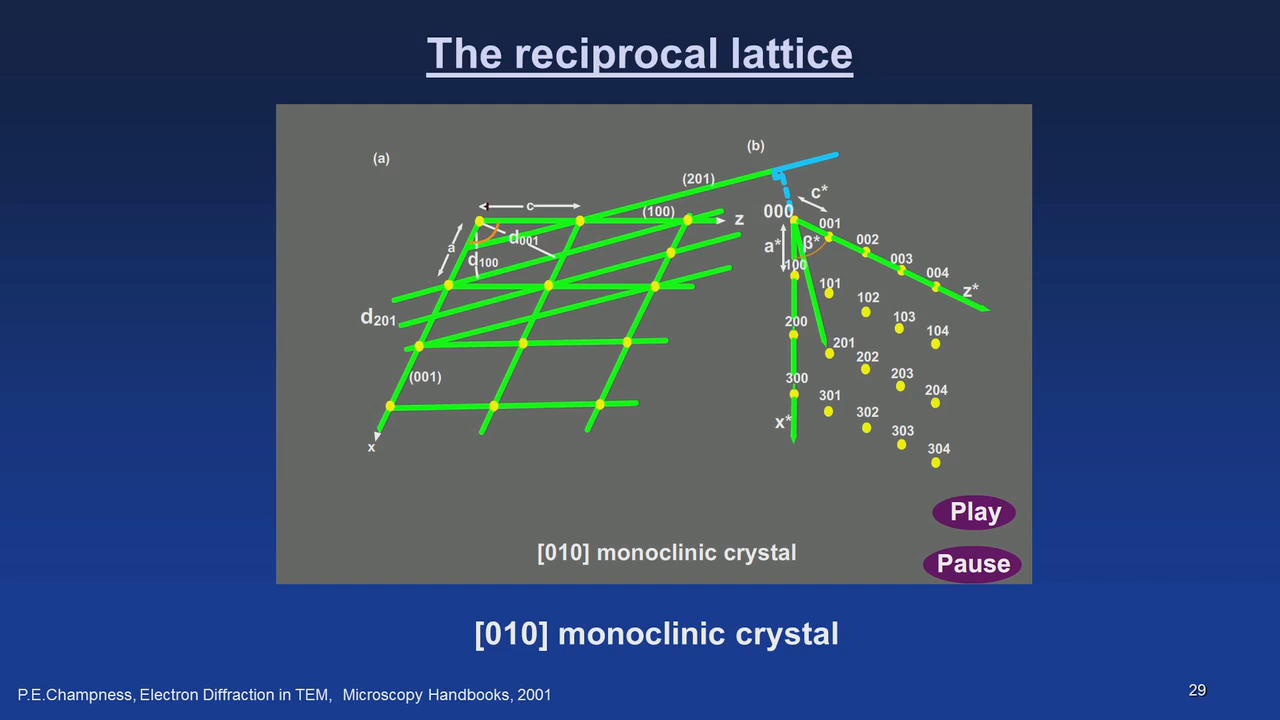 The reciprocal lattice
(a)
(b)
(201)
c
(100)
z
a
d001
d100
d201
(001)
x
c*
000
001
002
003
004
a*
β*
100
z*
101
102
103
104
200
201
202
203
204
300
301
302
303
304
x*
Play
[010] monoclinic crystal
Pause
[010] monoclinic crystal
P.E.Champness, Electron Diffraction in TEM, Microscopy Handbooks, 2001
29